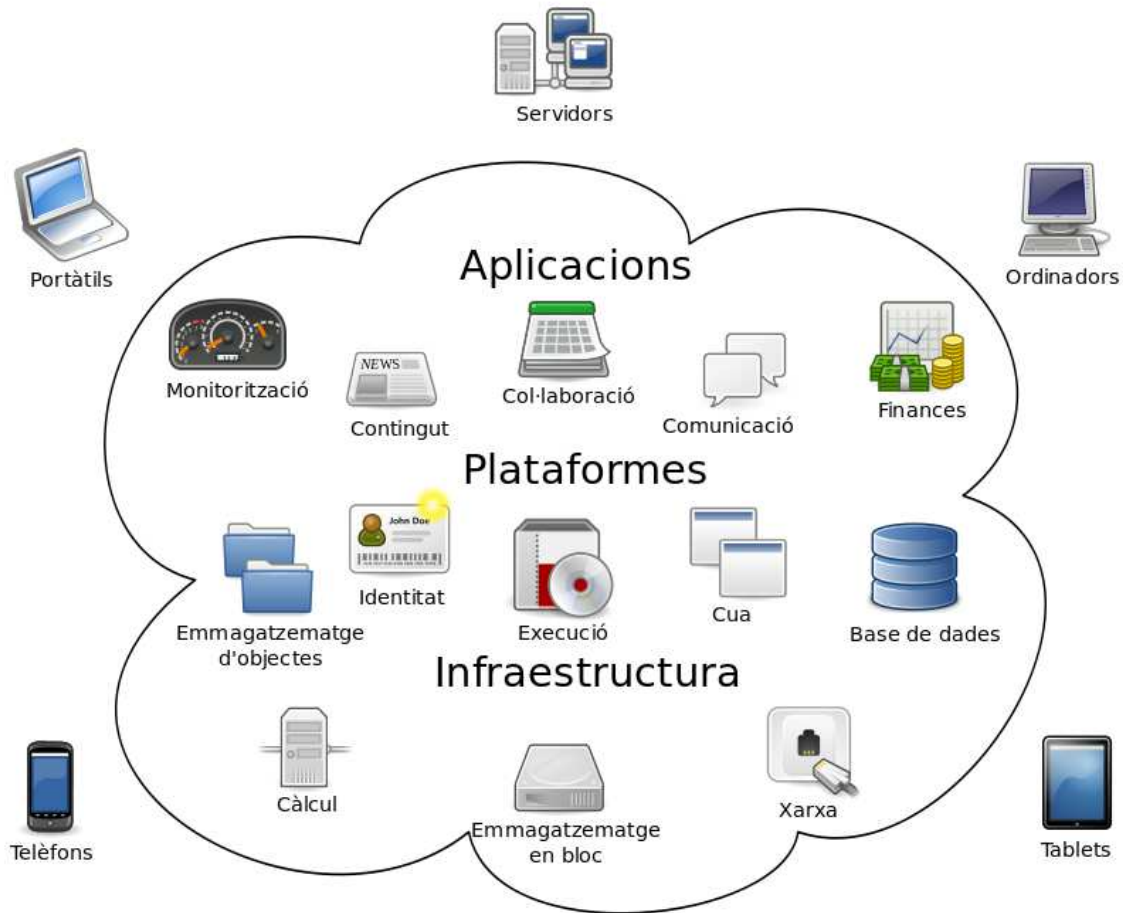 Servidors
Portàtils
Ordinadors
Aplicacions
Monitorització
NEWS
Contingut
Col·laboració
Comunicació
Finances
Plataformes
John Doe
Identitat
Emmagatzematge
d'objectes
Execució
Cua
Base de dades
Infraestructura
Càlcul
Emmagatzematge
en bloc
Xarxa
Telèfons
Tablets